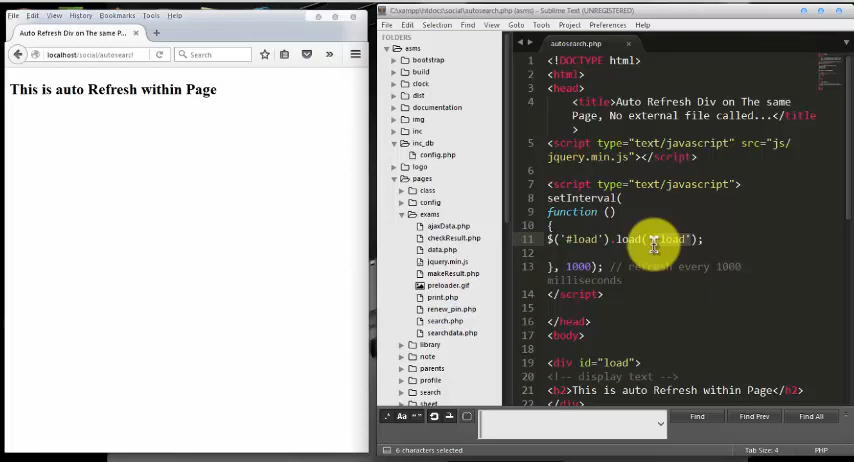 File Edit View History Bookmarks Tools Help
Auto Refresh Div on The same P...
localhost/social/autosearch
Search
This is auto Refresh within Page
C:\xampp\htdocs\social\autosearch.php (asms) - Sublime Text (UNREGISTERED)
File Edit Selection Find View Goto Tools Project Preferences Help
FOLDERS
asms
bootstrap
build
clock
dist
documentation
img
inc
inc_db
config.php
logo
pages
class
config
exams
ajaxData.php
checkResult.php
data.php
jquery.min.js
makeResult.php
preloader.gif
print.php
renew_pin.php
search.php
searchdata.php
library
note
parents
profile
search
sheet
autosearch.php
1 <!DOCTYPE html>
2 <html>
3 <head>
4 <title>Auto Refresh Div on The same
Page, No external file called...</title
>
5 <script type="text/javascript" src="js/
jquery.min.js"></script>
6
7 <script type="text/javascript">
8 setInterval(
9 function ()
10 {
11 $('#load').load(' #load');
12
13 }, 1000); // refresh every 1000
milliseconds
14 </script>
15
16 </head>
17 <body>
18
19 <div id="load">
20 <!-- display text -->
21 <h2>This is auto Refresh within Page</h2>
22 </div>
.* Aa “”
Find Find Prev Find All
6 characters selected
Tab Size: 4 PHP